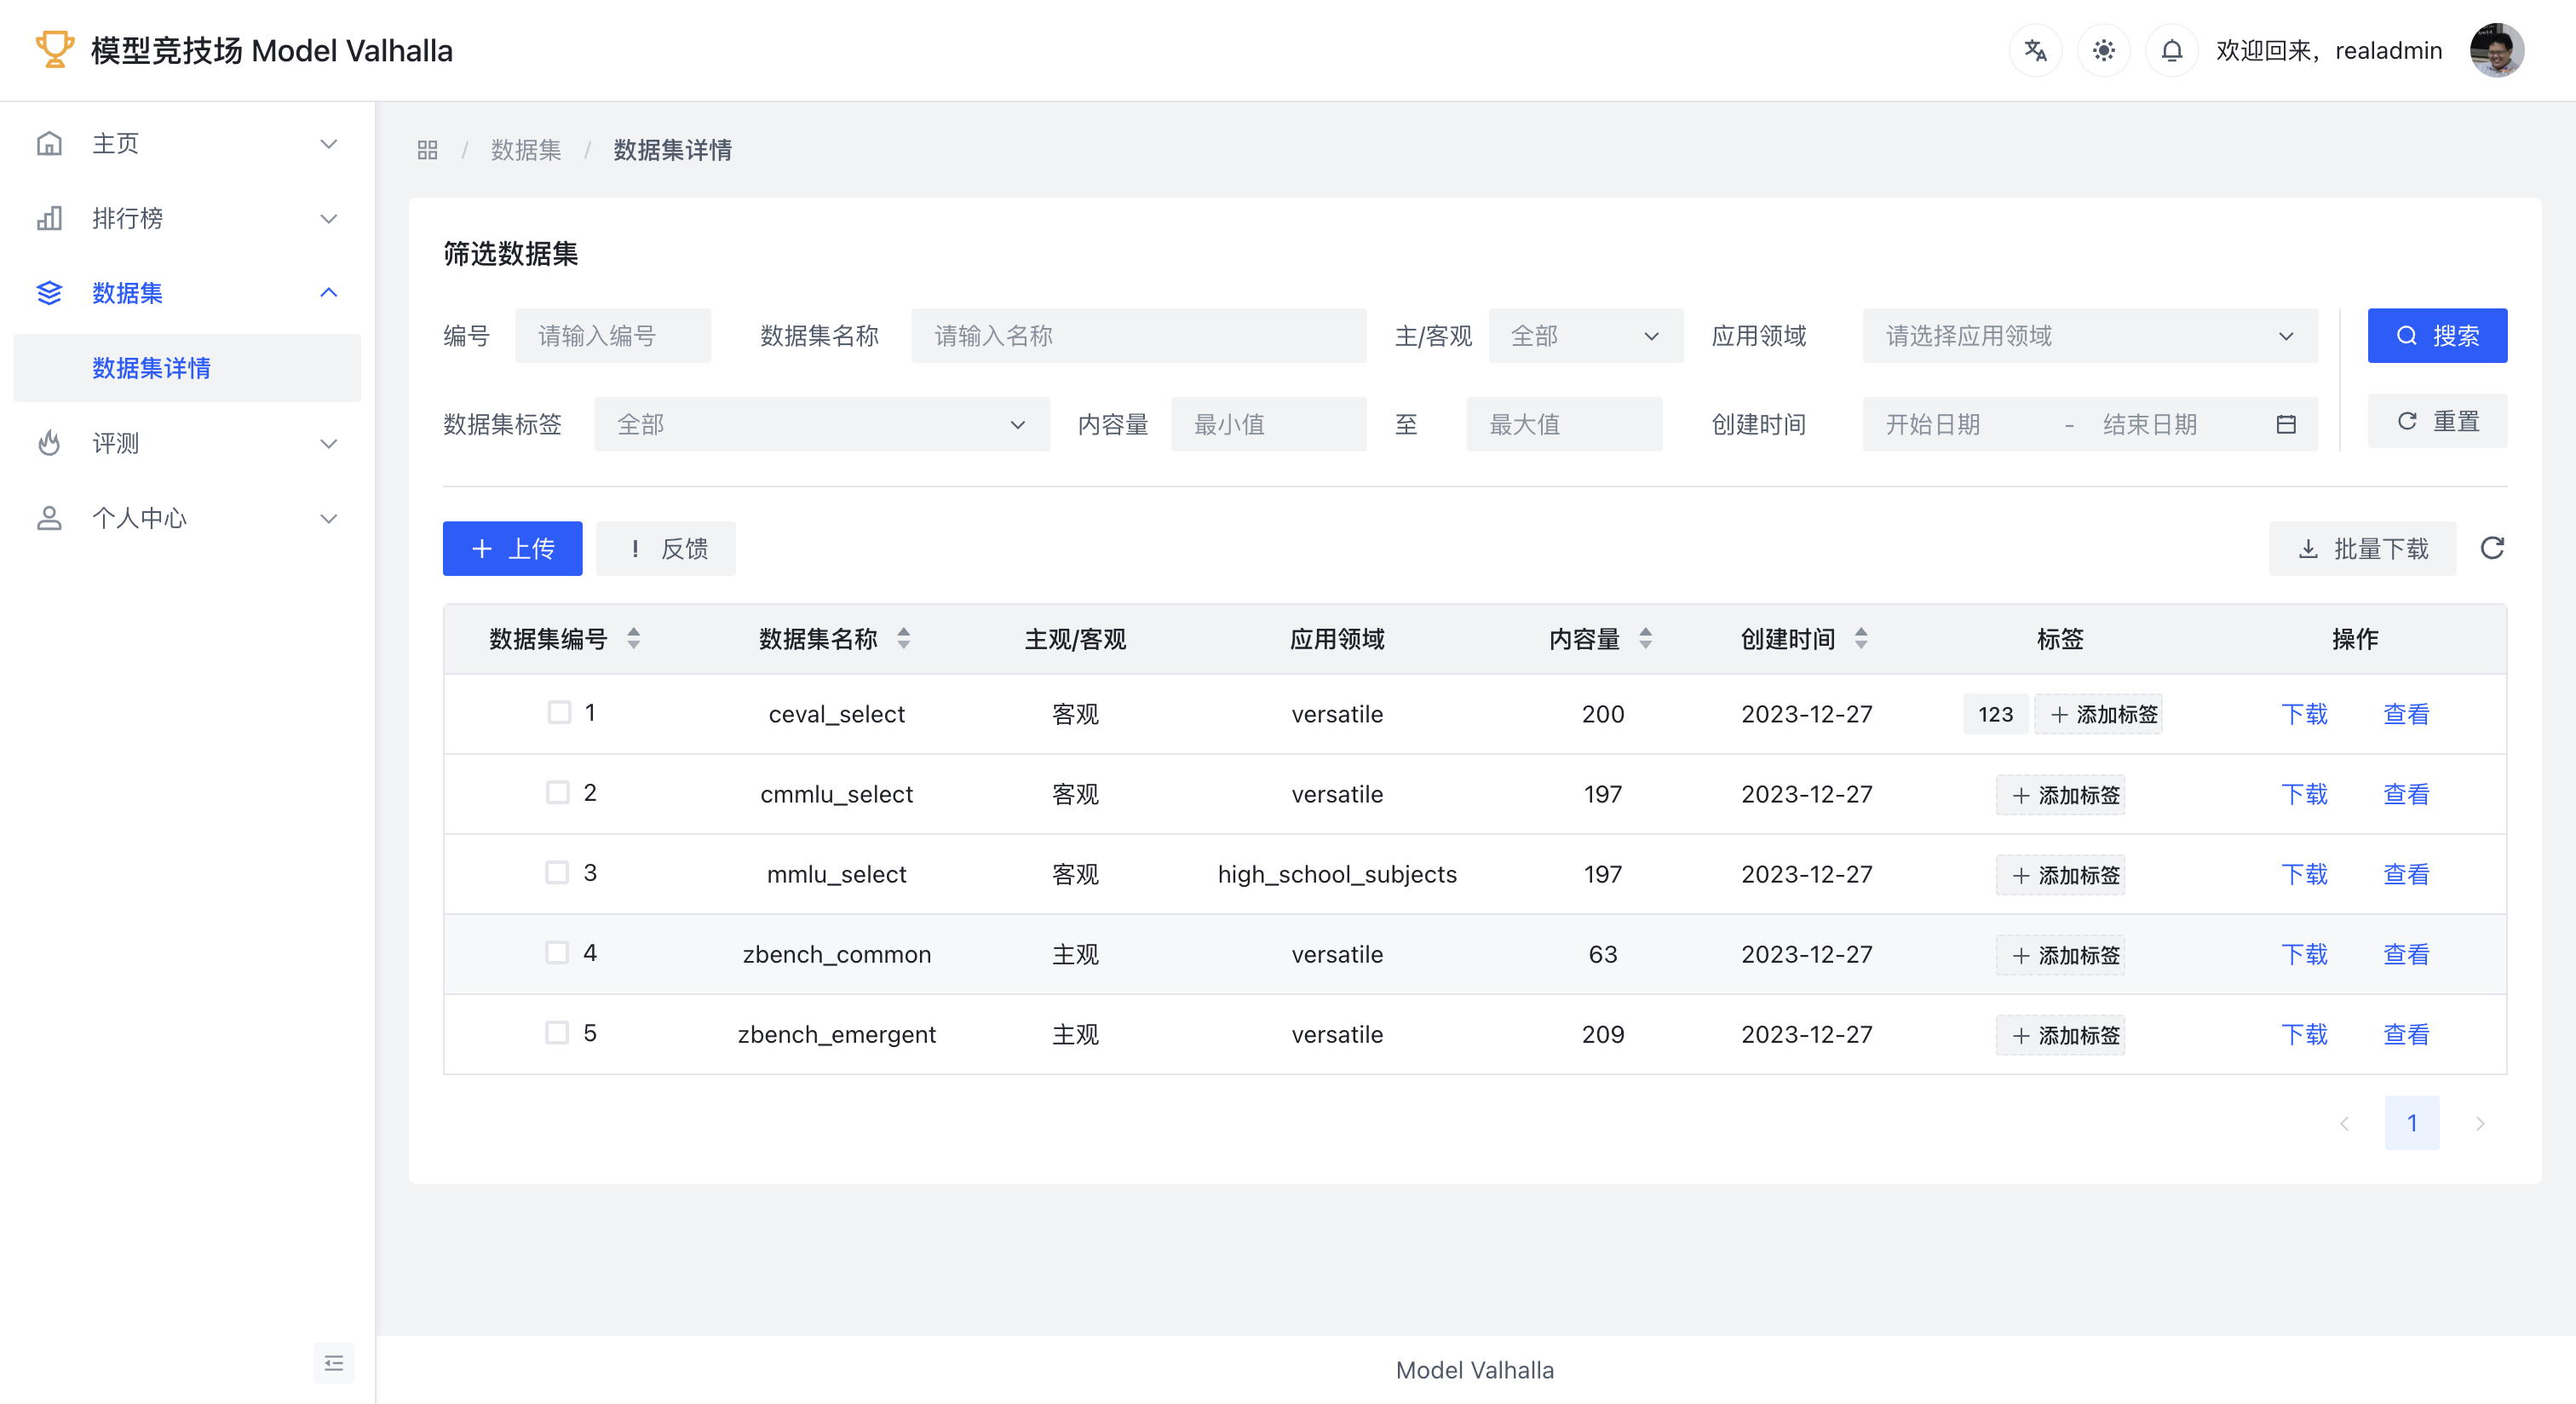 模型竞技场 Model Valhalla
欢迎回来，realadmin
主页
排行榜
数据集
数据集详情
评测
个人中心
/ 数据集 / 数据集详情
筛选数据集
编号 请输入编号 数据集名称 请输入名称 主/客观 全部 应用领域 请选择应用领域 搜索
数据集标签 全部 内容量 最小值 至 最大值 创建时间 开始日期 - 结束日期 重置
+ 上传 ! 反馈 批量下载
数据集编号 数据集名称 主观/客观 应用领域 内容量 创建时间 标签 操作
1 ceval_select 客观 versatile 200 2023-12-27 123 + 添加标签 下载 查看
2 cmmlu_select 客观 versatile 197 2023-12-27 + 添加标签 下载 查看
3 mmlu_select 客观 high_school_subjects 197 2023-12-27 + 添加标签 下载 查看
4 zbench_common 主观 versatile 63 2023-12-27 + 添加标签 下载 查看
5 zbench_emergent 主观 versatile 209 2023-12-27 + 添加标签 下载 查看
1
Model Valhalla